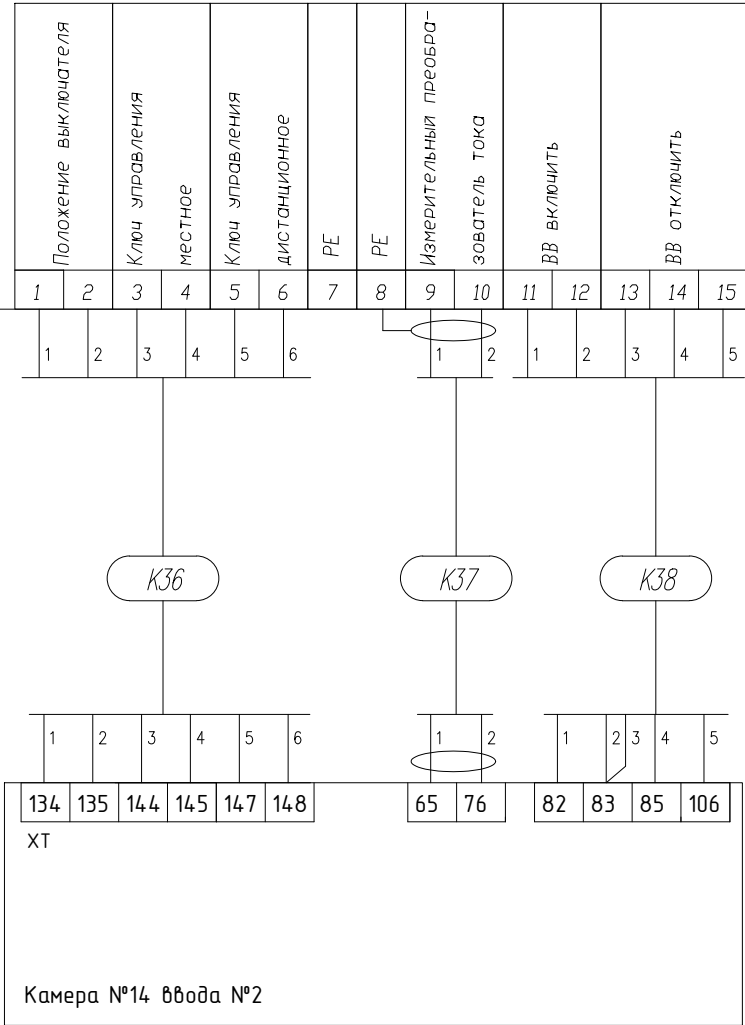 Положение выключателя
Ключ управления
местное
Ключ управления
дистанционное
PE
PE
Измерительный преобра-
зователь тока
ВВ включить
ВВ отключить
1 2 3 4 5 6 7 8 9 10 11 12 13 14 15
1 2 3 4 5 6 1 2 1 2 3 4 5
К36 К37 К38
1 2 3 4 5 6 1 2 1 2 3 4 5
134 135 144 145 147 148 65 76 82 83 85 106
XT
Камера №14 ввода №2